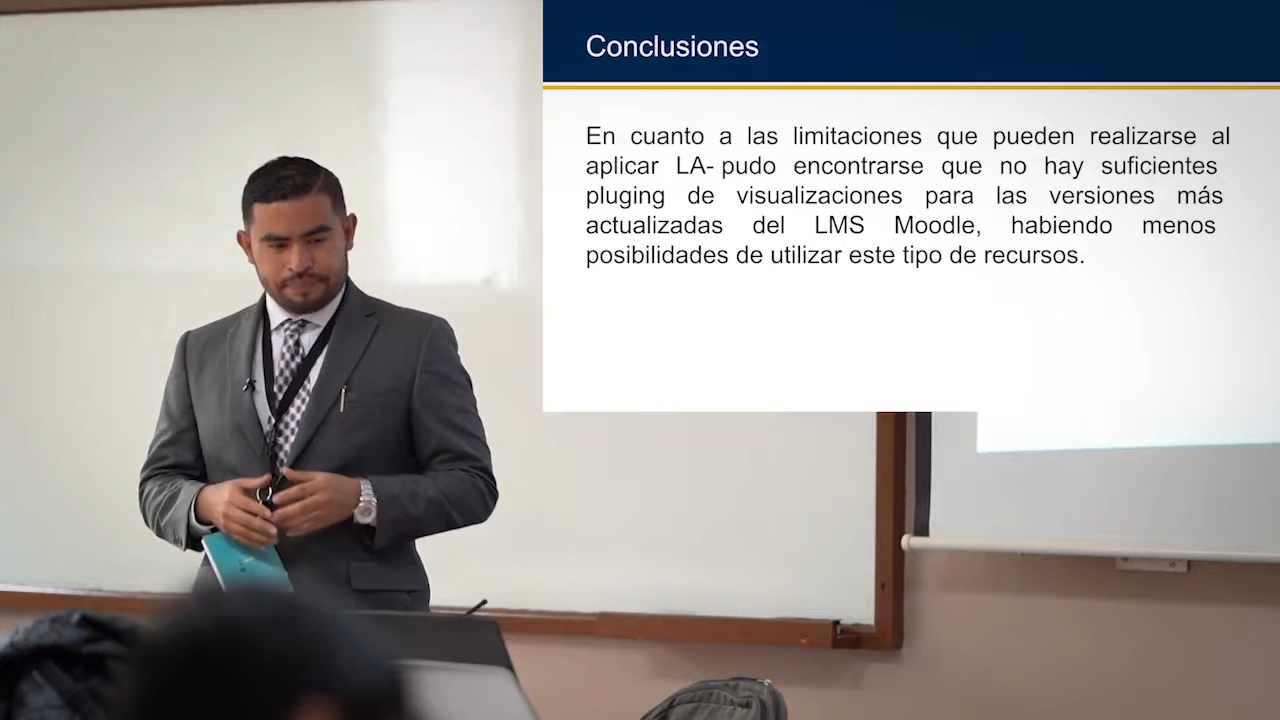 Conclusiones
En cuanto a las limitaciones que pueden realizarse al
aplicar LA- pudo encontrarse que no hay suficientes
pluging de visualizaciones para las versiones más
actualizadas del LMS Moodle, habiendo menos
posibilidades de utilizar este tipo de recursos.